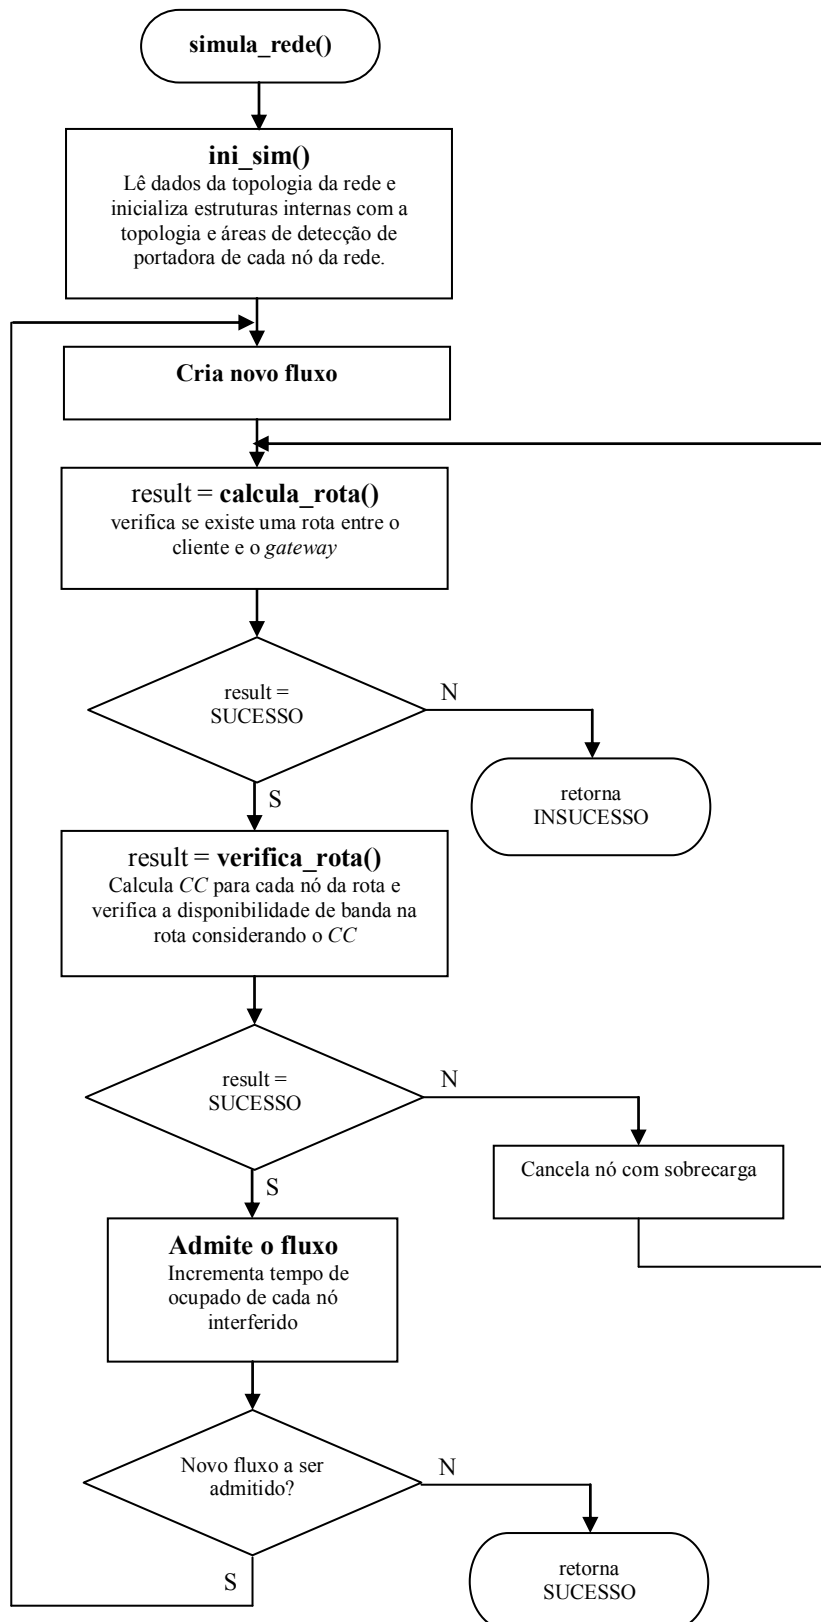 simula_rede()
ini_sim()
Lê dados da topologia da rede e
inicializa estruturas internas com a
topologia e áreas de detecção de
portadora de cada nó da rede.
Cria novo fluxo
result = calcula_rota()
verifica se existe uma rota entre o
cliente e o gateway
result =
SUCESSO
N
retorna
INSUCESSO
S
result = verifica_rota()
Calcula CC para cada nó da rota e
verifica a disponibilidade de banda na
rota considerando o CC
result =
SUCESSO
N
Cancela nó com sobrecarga
S
Admite o fluxo
Incrementa tempo de
ocupado de cada nó
interferido
Novo fluxo a ser
admitido?
N
S
retorna
SUCESSO